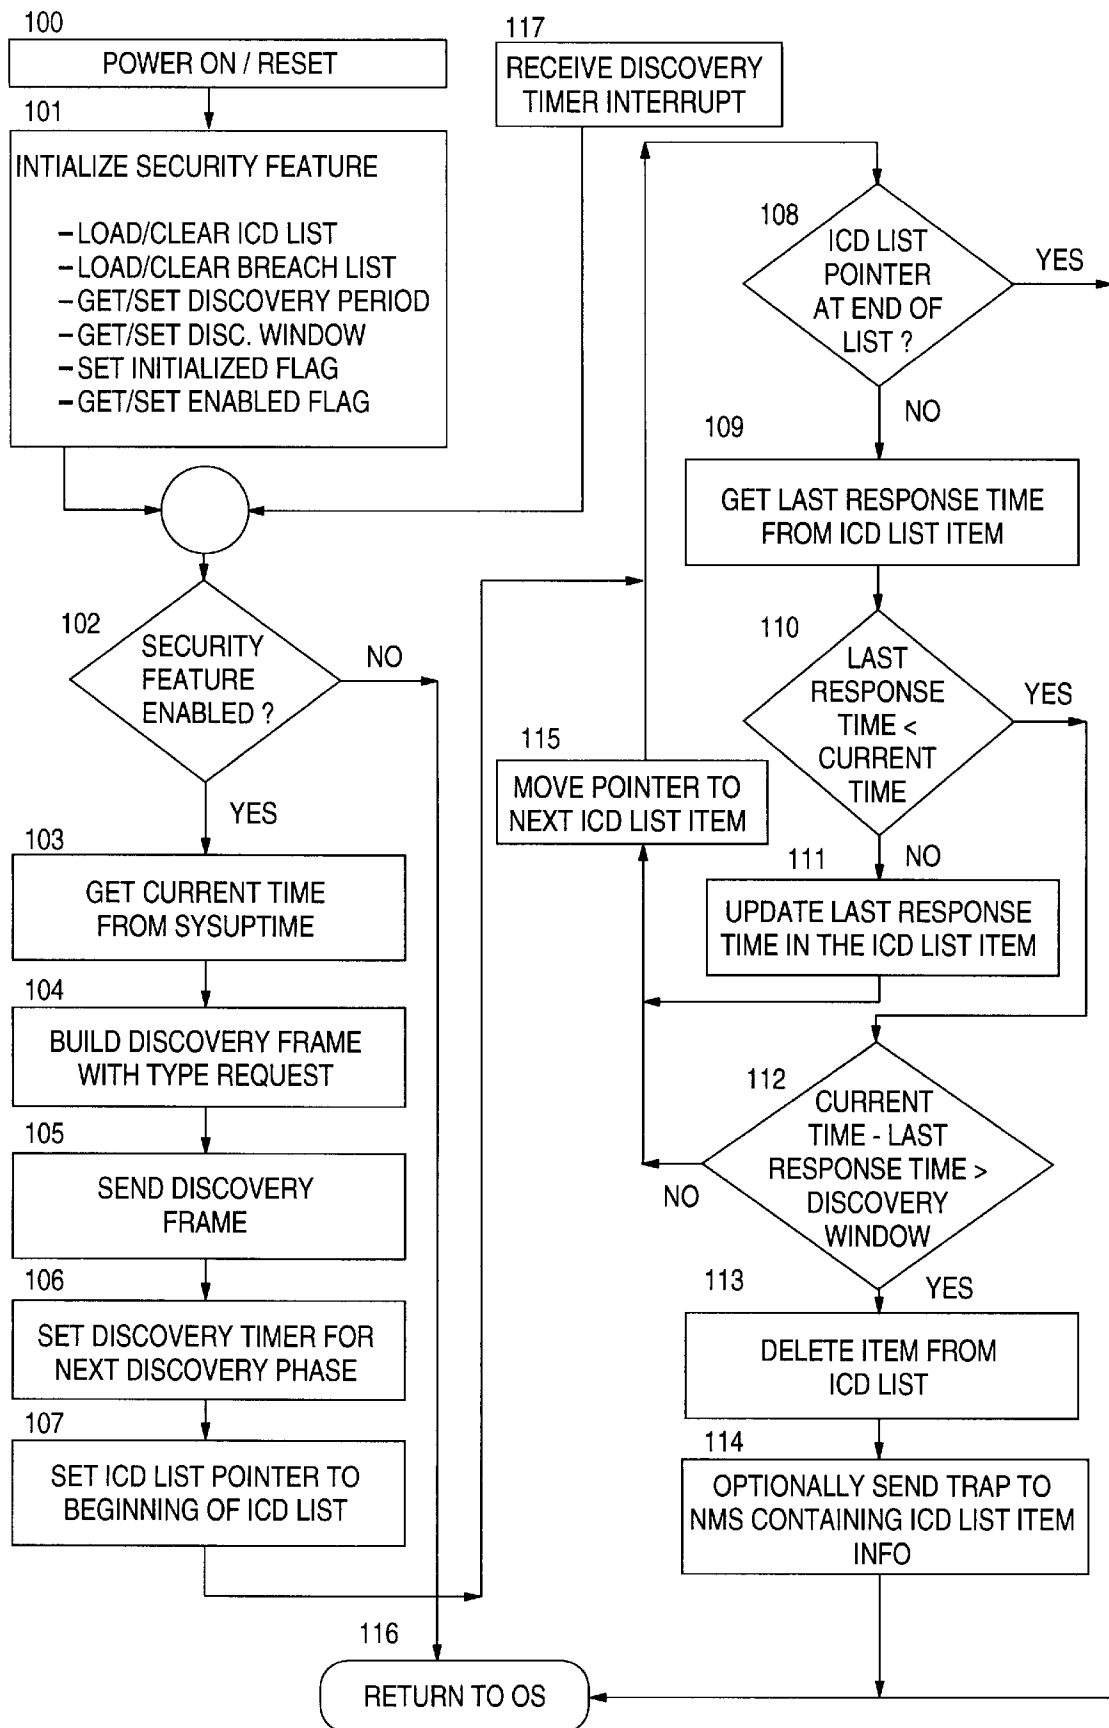 100
POWER ON / RESET
101
INTIALIZE SECURITY FEATURE
–LOAD/CLEAR ICD LIST
–LOAD/CLEAR BREACH LIST
–GET/SET DISCOVERY PERIOD
–GET/SET DISC. WINDOW
–SET INITIALIZED FLAG
–GET/SET ENABLED FLAG
102
SECURITY
FEATURE
ENABLED ?
NO
YES
103
GET CURRENT TIME
FROM SYSUPTIME
104
BUILD DISCOVERY FRAME
WITH TYPE REQUEST
105
SEND DISCOVERY
FRAME
106
SET DISCOVERY TIMER FOR
NEXT DISCOVERY PHASE
107
SET ICD LIST POINTER TO
BEGINNING OF ICD LIST
117
RECEIVE DISCOVERY
TIMER INTERRUPT
108
ICD LIST
POINTER
AT END OF
LIST ?
YES
NO
109
GET LAST RESPONSE TIME
FROM ICD LIST ITEM
110
LAST
RESPONSE
TIME <
CURRENT
TIME
YES
NO
115
MOVE POINTER TO
NEXT ICD LIST ITEM
111
UPDATE LAST RESPONSE
TIME IN THE ICD LIST ITEM
112
CURRENT
TIME - LAST
RESPONSE TIME >
DISCOVERY
WINDOW
NO
YES
113
DELETE ITEM FROM
ICD LIST
114
OPTIONALLY SEND TRAP TO
NMS CONTAINING ICD LIST ITEM
INFO
116
RETURN TO OS